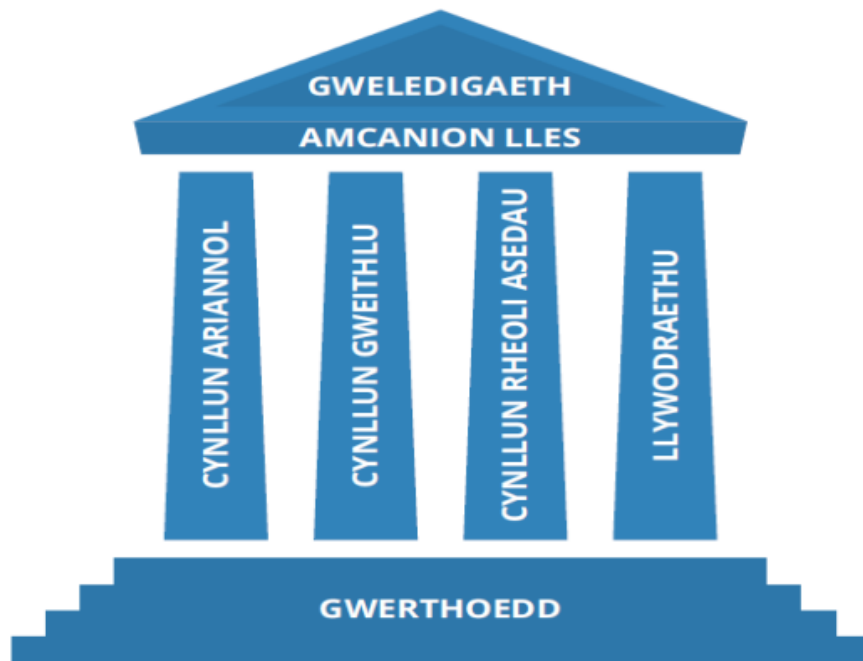 GWELEDIGAETH
AMCANION LLES
CYNLLUN ARIANNOL
CYNLLUN GWEITHLU
CYNLLUN RHEOLI ASEDAU
LLYWODRAETHU
GWERTHOEDD